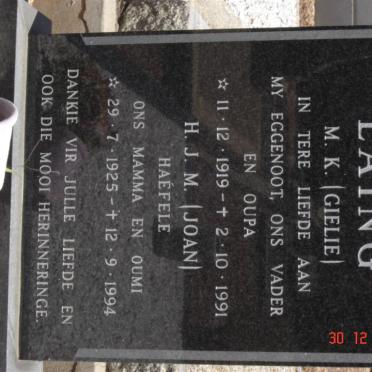 LAING
M. K. (GIELIE)
IN TERE LIEFDE AAN
MY EGGENOOT, ONS VADER
EN OUPA
☆ 11 · 12 · 1919 – † 2 · 10 · 1991
H. J. M. (JOAN)
HAÉFELE
ONS MAMMA EN OUMI
☆ 29 · 7 · 1925 – † 12 · 9 · 1994
DANKIE VIR JULLE LIEFDE EN
OOK DIE MOOI HERINNERINGE.
30 12